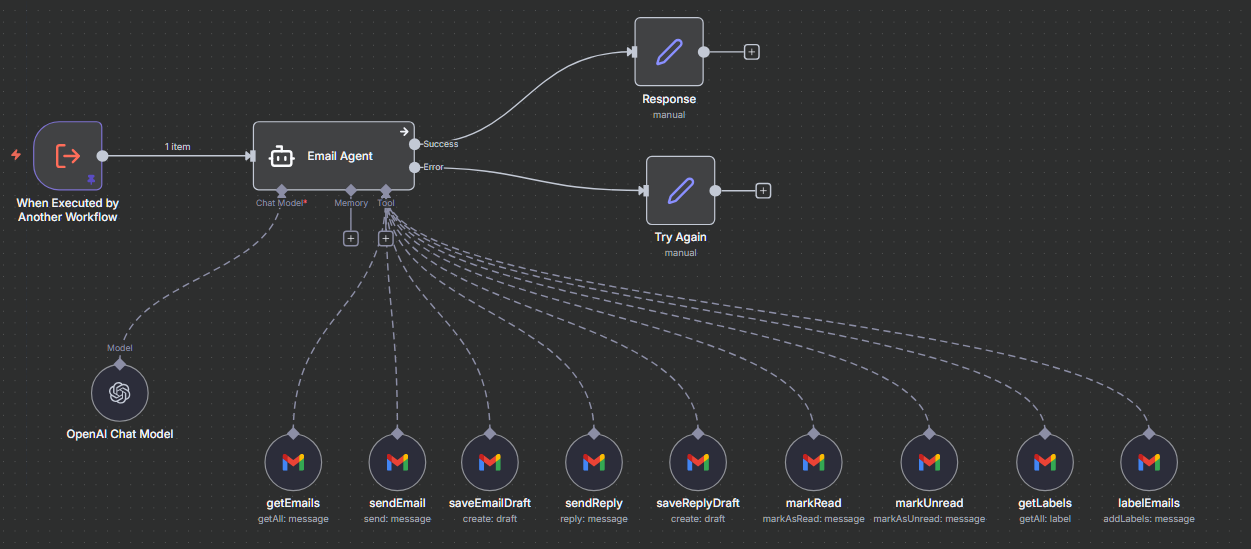 Response
manual
1 item
Email Agent
Success
Error
When Executed by
Another Workflow
Chat Model*
Memory
Tool
Try Again
manual
Model
OpenAI Chat Model
getEmails
getAll: message
sendEmail
send: message
saveEmailDraft
create: draft
sendReply
reply: message
saveReplyDraft
create: draft
markRead
markAsRead: message
markUnread
markAsUnread: message
getLabels
getAll: label
labelEmails
addLabels: message